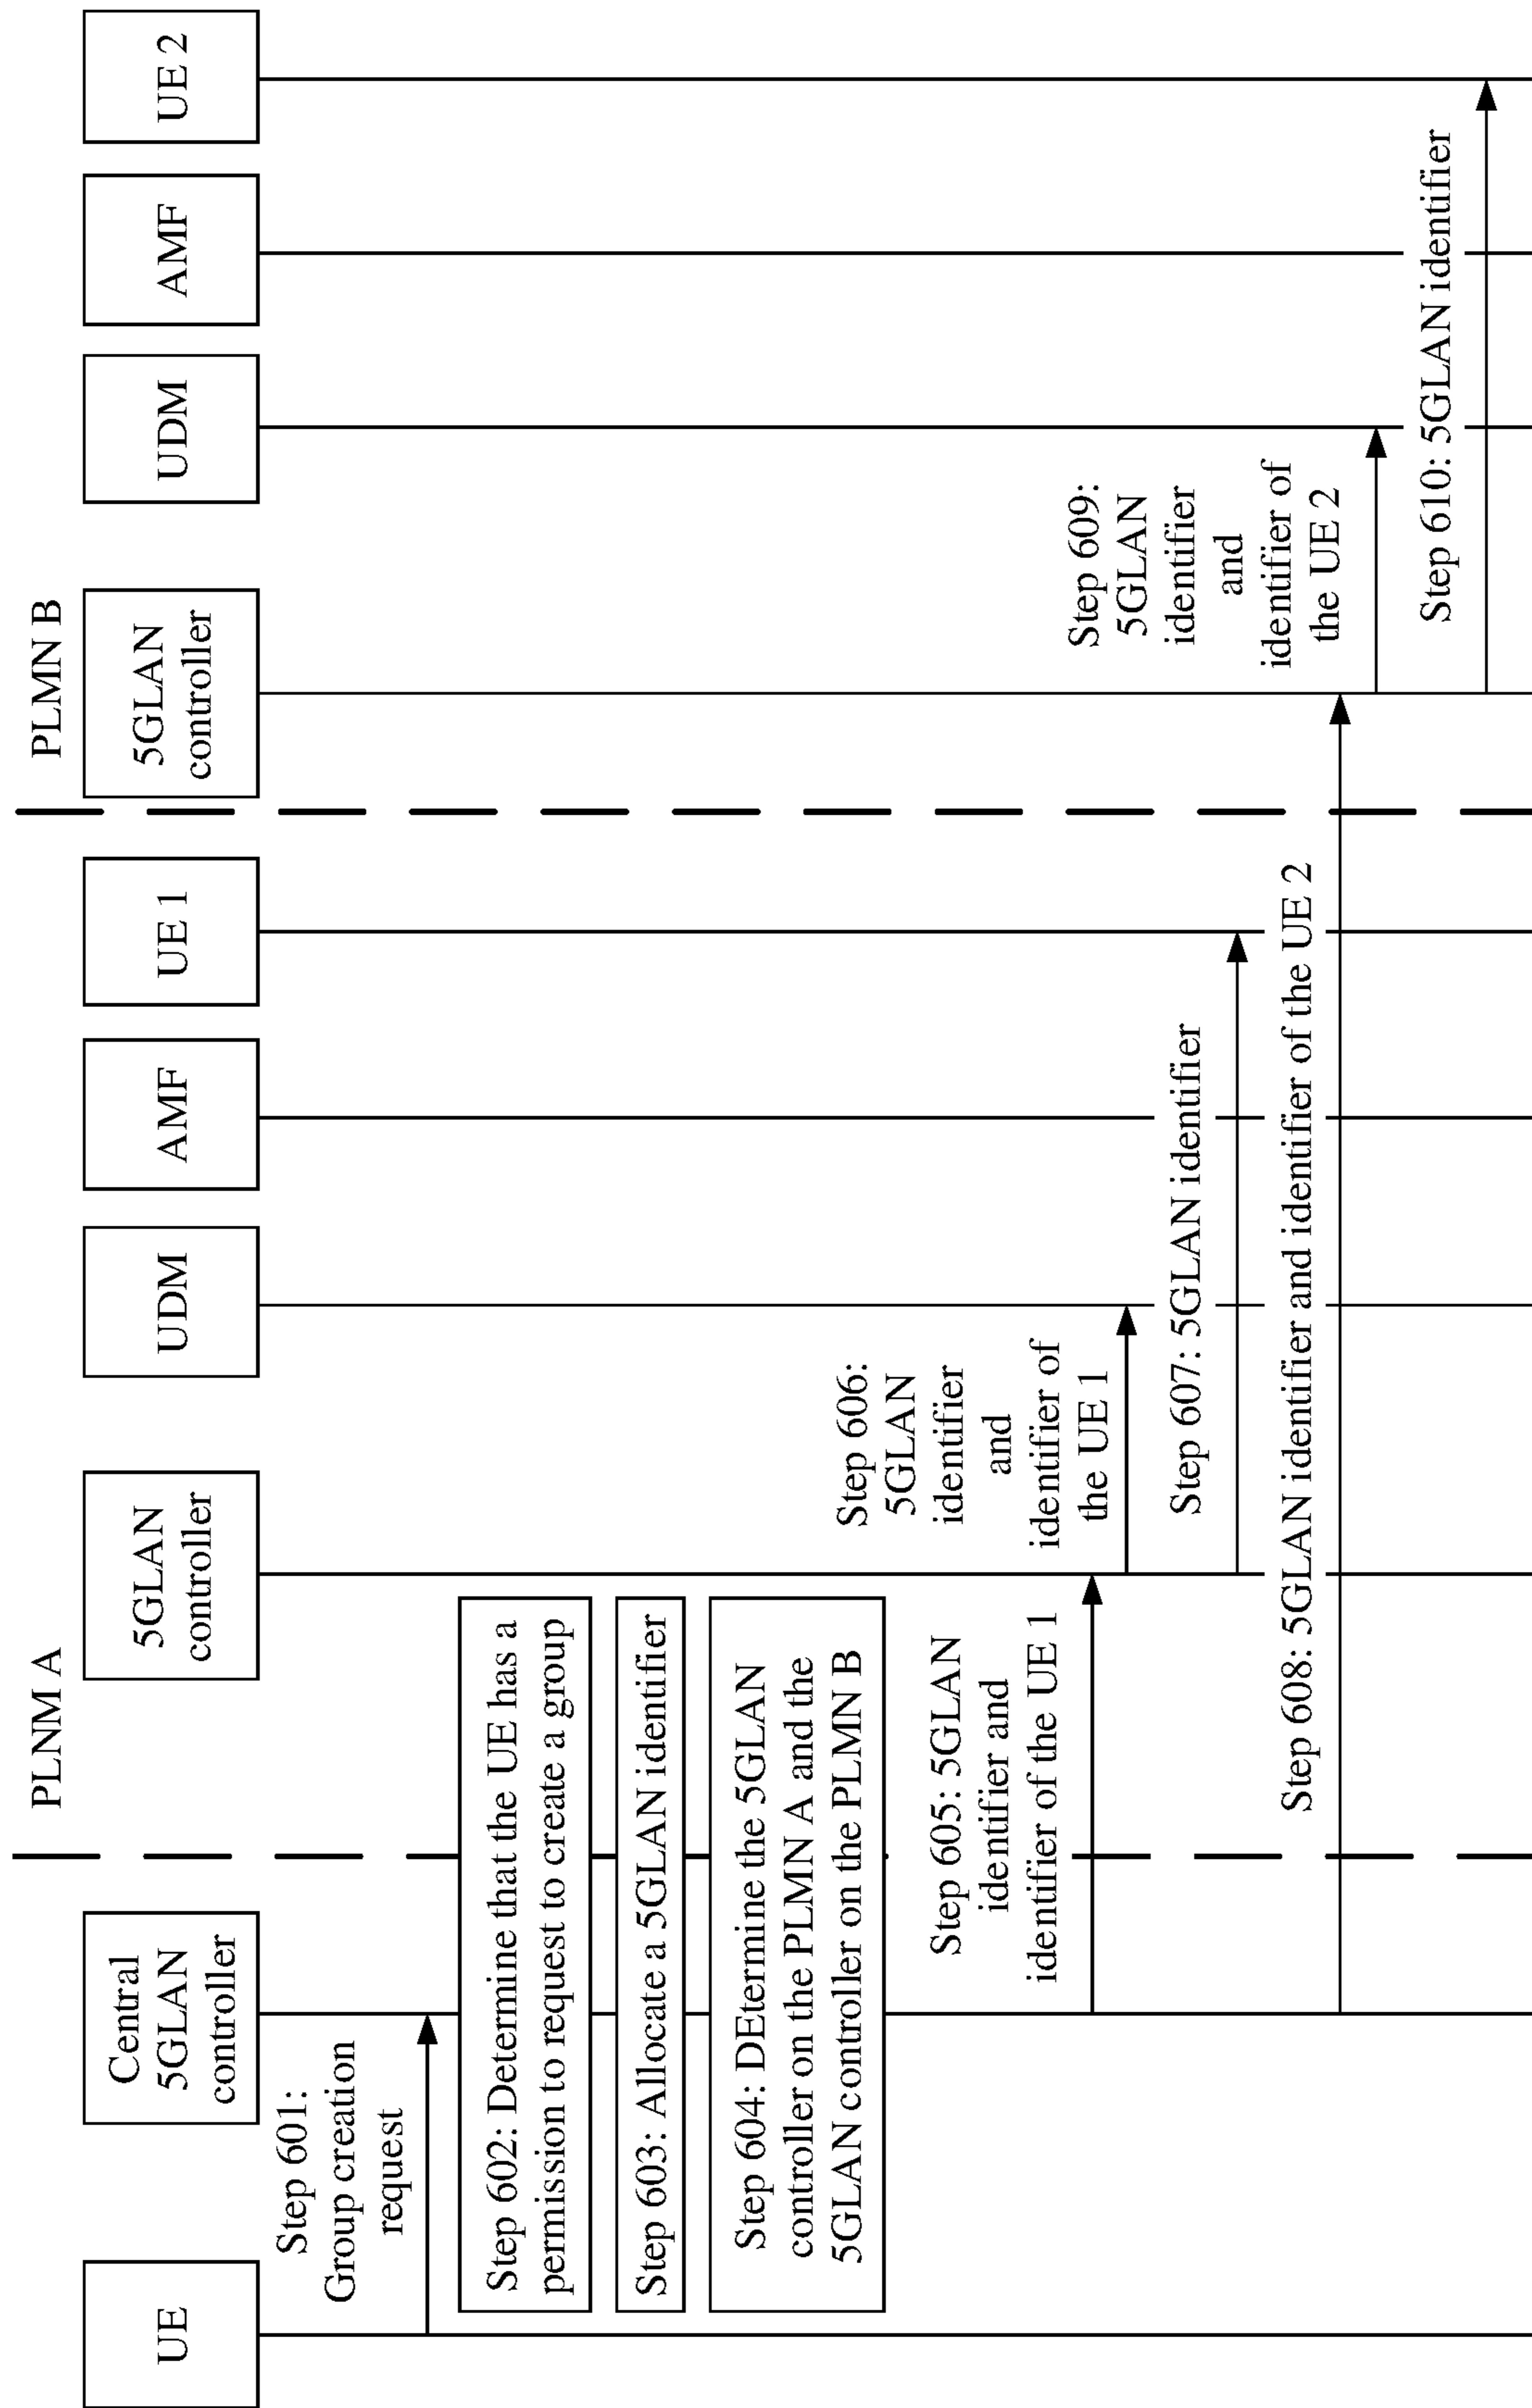 PLNM A
PLMN B
UE
Central
5GLAN
controller
5GLAN
controller
UDM
AMF
UE 1
5GLAN
controller
UDM
AMF
UE 2
Step 601:
Group creation
request
Step 602: Determine that the UE has a
permission to request to create a group
Step 603: Allocate a 5GLAN identifier
Step 604: DEtermine the 5GLAN
controller on the PLMN A and the
5GLAN controller on the PLMN B
Step 605: 5GLAN
identifier and
identifier of the UE 1
Step 606:
5GLAN
identifier
and
identifier of
the UE 1
Step 607: 5GLAN identifier
Step 608: 5GLAN identifier and identifier of the UE 2
Step 609:
5GLAN
identifier
and
identifier of
the UE 2
Step 610: 5GLAN identifier